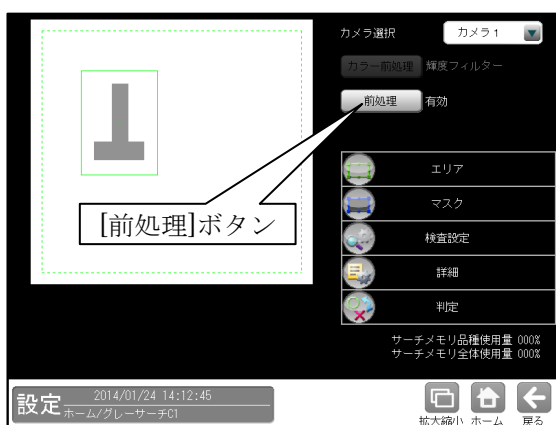 カメラ選択 カメラ1
カラー前処理 輝度フィルター
前処理 有効
[前処理]ボタン
エリア
マスク
検査設定
詳細
判定
サーチメモリ品種使用量 000%
サーチメモリ全体使用量 000%
設定 2014/01/24 14:12:45
ホーム/グレーサーチC1
拡大縮小 ホーム 戻る